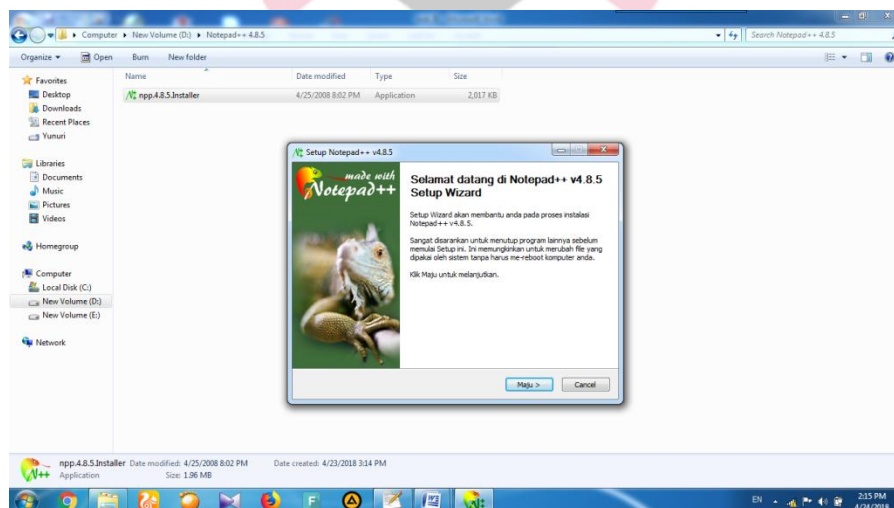 Computer ▸ New Volume (D:) ▸ Notepad++ 4.8.5
Search Notepad++ 4.8.5
Organize ▾ Open Burn New folder
Favorites
Desktop
Downloads
Recent Places
Yunuri
Libraries
Documents
Music
Pictures
Videos
Homegroup
Computer
Local Disk (C:)
New Volume (D:)
New Volume (E:)
Network
Name Date modified Type Size
npp.4.8.5.Installer 4/25/2008 8:02 PM Application 2,017 KB
Setup Notepad++ v4.8.5
made with
Notepad++
Selamat datang di Notepad++ v4.8.5
Setup Wizard
Setup Wizard akan membantu anda pada proses instalasi
Notepad++ v4.8.5.
Sangat disarankan untuk menutup program lainnya sebelum
memulai Setup ini. Ini memungkinkan untuk merubah file yang
dipakai oleh sistem tanpa harus me-reboot komputer anda.
Klik Maju untuk melanjutkan.
Maju >
Cancel
npp.4.8.5.Installer Date modified: 4/25/2008 8:02 PM Date created: 4/23/2018 3:14 PM
Application Size: 1.96 MB
EN
2:15 PM
4/24/2018